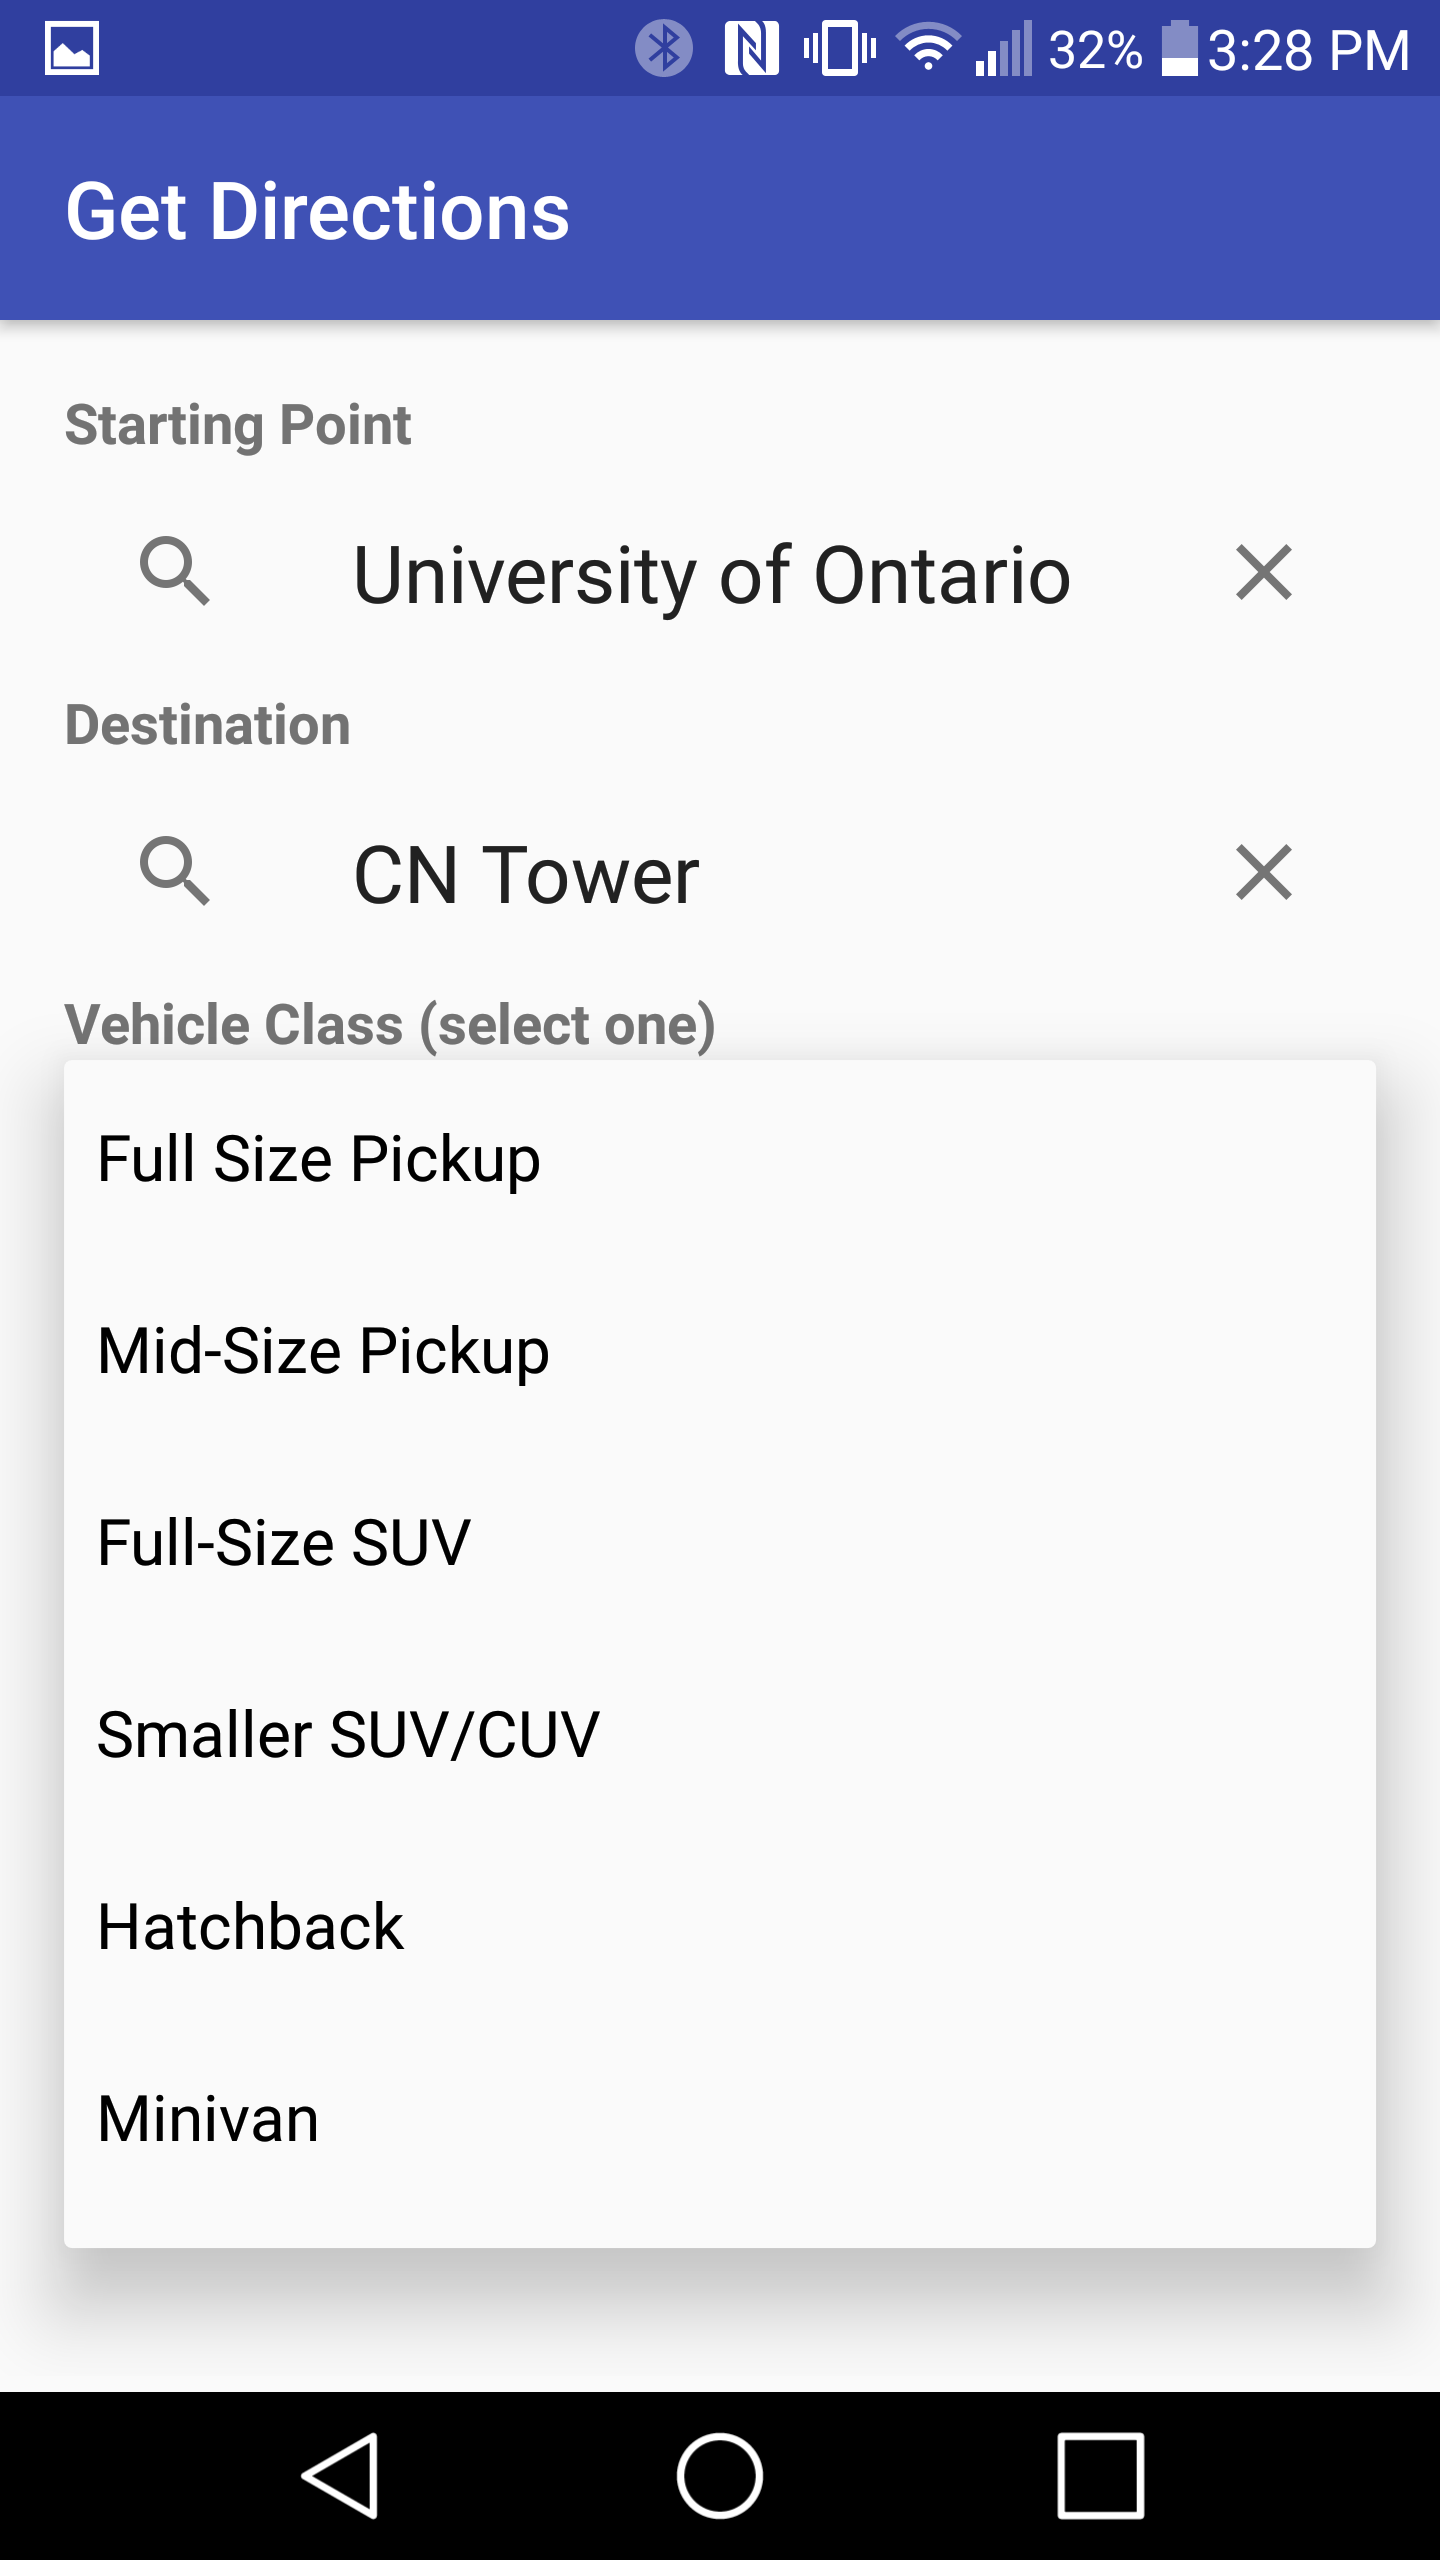 32% 3:28 PM
Get Directions
Starting Point
University of Ontario
Destination
CN Tower
Vehicle Class (select one)
Full Size Pickup
Mid-Size Pickup
Full-Size SUV
Smaller SUV/CUV
Hatchback
Minivan